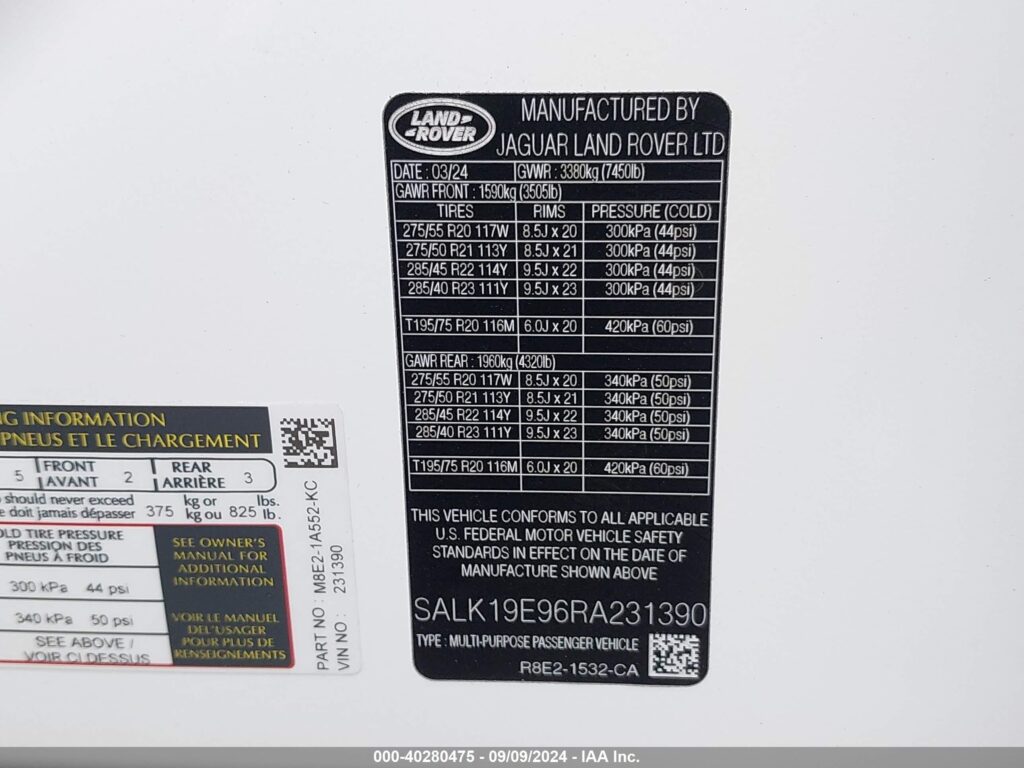 LAND-
-ROVER
MANUFACTURED BY
JAGUAR LAND ROVER LTD
DATE : 03/24 GVWR : 3380kg (7450lb)
GAWR FRONT : 1590kg (3505lb)
TIRES RIMS PRESSURE (COLD)
275/55 R20 117W 8.5J x 20 300kPa (44psi)
275/50 R21 113Y 8.5J x 21 300kPa (44psi)
285/45 R22 114Y 9.5J x 22 300kPa (44psi)
285/40 R23 111Y 9.5J x 23 300kPa (44psi)
T195/75 R20 116M 6.0J x 20 420kPa (60psi)
GAWR REAR : 1960kg (4320lb)
275/55 R20 117W 8.5J x 20 340kPa (50psi)
275/50 R21 113Y 8.5J x 21 340kPa (50psi)
285/45 R22 114Y 9.5J x 22 340kPa (50psi)
285/40 R23 111Y 9.5J x 23 340kPa (50psi)
T195/75 R20 116M 6.0J x 20 420kPa (60psi)
THIS VEHICLE CONFORMS TO ALL APPLICABLE
U.S. FEDERAL MOTOR VEHICLE SAFETY
STANDARDS IN EFFECT ON THE DATE OF
MANUFACTURE SHOWN ABOVE
SALK19E96RA231390
TYPE : MULTI-PURPOSE PASSENGER VEHICLE
R8E2-1532-CA
NG INFORMATION
PNEUS ET LE CHARGEMENT
5 FRONT AVANT 2 REAR ARRIÈRE 3
should never exceed 375 kg or 825 lbs.
e doit jamais dépasser kg ou lb.
OLD TIRE PRESSURE
PRESSION DES
PNEUS À FROID
300 kPa 44 psi
340 kPa 50 psi
SEE ABOVE /
VOIR CI DESSUS
SEE OWNER'S
MANUAL FOR
ADDITIONAL
INFORMATION
VOIR LE MANUEL
DEL'USAGER
POUR PLUS DE
RENSEIGNEMENTS
PART NO : M8E2-1A552-KC
VIN NO : 231390
000-40280475 - 09/09/2024 - IAA Inc.